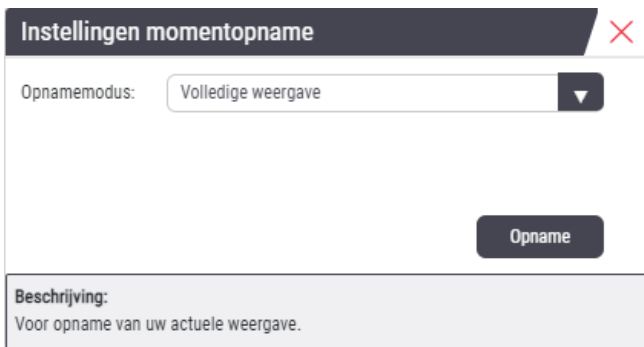 Instellingen momentopname
Opnamemodus: Volledige weergave
Opname
Beschrijving:
Voor opname van uw actuele weergave.